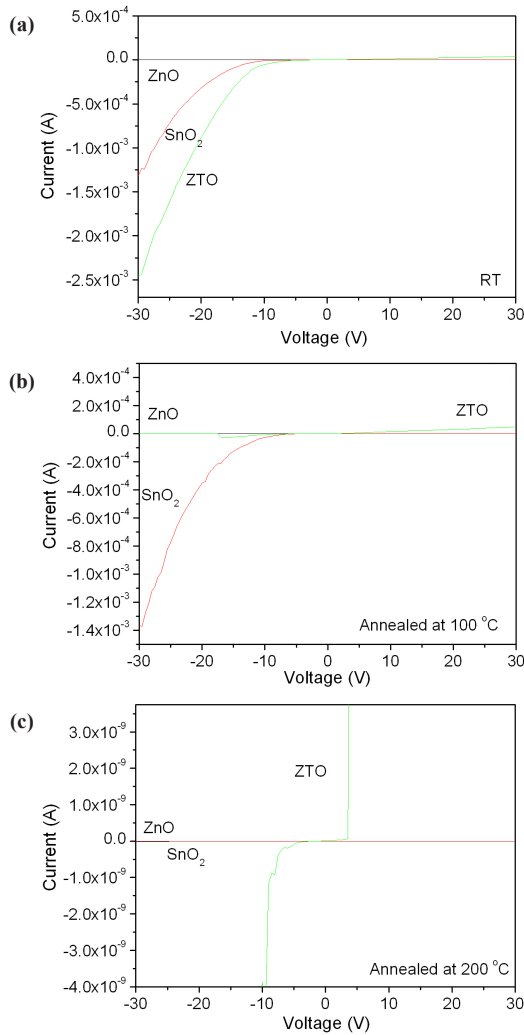 (a)
5.0x10⁻⁴
0.0
-5.0x10⁻⁴
-1.0x10⁻³
-1.5x10⁻³
-2.0x10⁻³
-2.5x10⁻³
Current (A)
ZnO
SnO₂
ZTO
RT
-30 -20 -10 0 10 20 30
Voltage (V)
(b)
4.0x10⁻⁴
2.0x10⁻⁴
0.0
-2.0x10⁻⁴
-4.0x10⁻⁴
-6.0x10⁻⁴
-8.0x10⁻⁴
-1.0x10⁻³
-1.2x10⁻³
-1.4x10⁻³
Current (A)
ZnO
ZTO
SnO₂
Annealed at 100 °C
-30 -20 -10 0 10 20 30
Voltage (V)
(c)
3.0x10⁻⁹
2.0x10⁻⁹
1.0x10⁻⁹
0.0
-1.0x10⁻⁹
-2.0x10⁻⁹
-3.0x10⁻⁹
-4.0x10⁻⁹
Current (A)
ZTO
ZnO
SnO₂
Annealed at 200 °C
-30 -20 -10 0 10 20 30
Voltage (V)